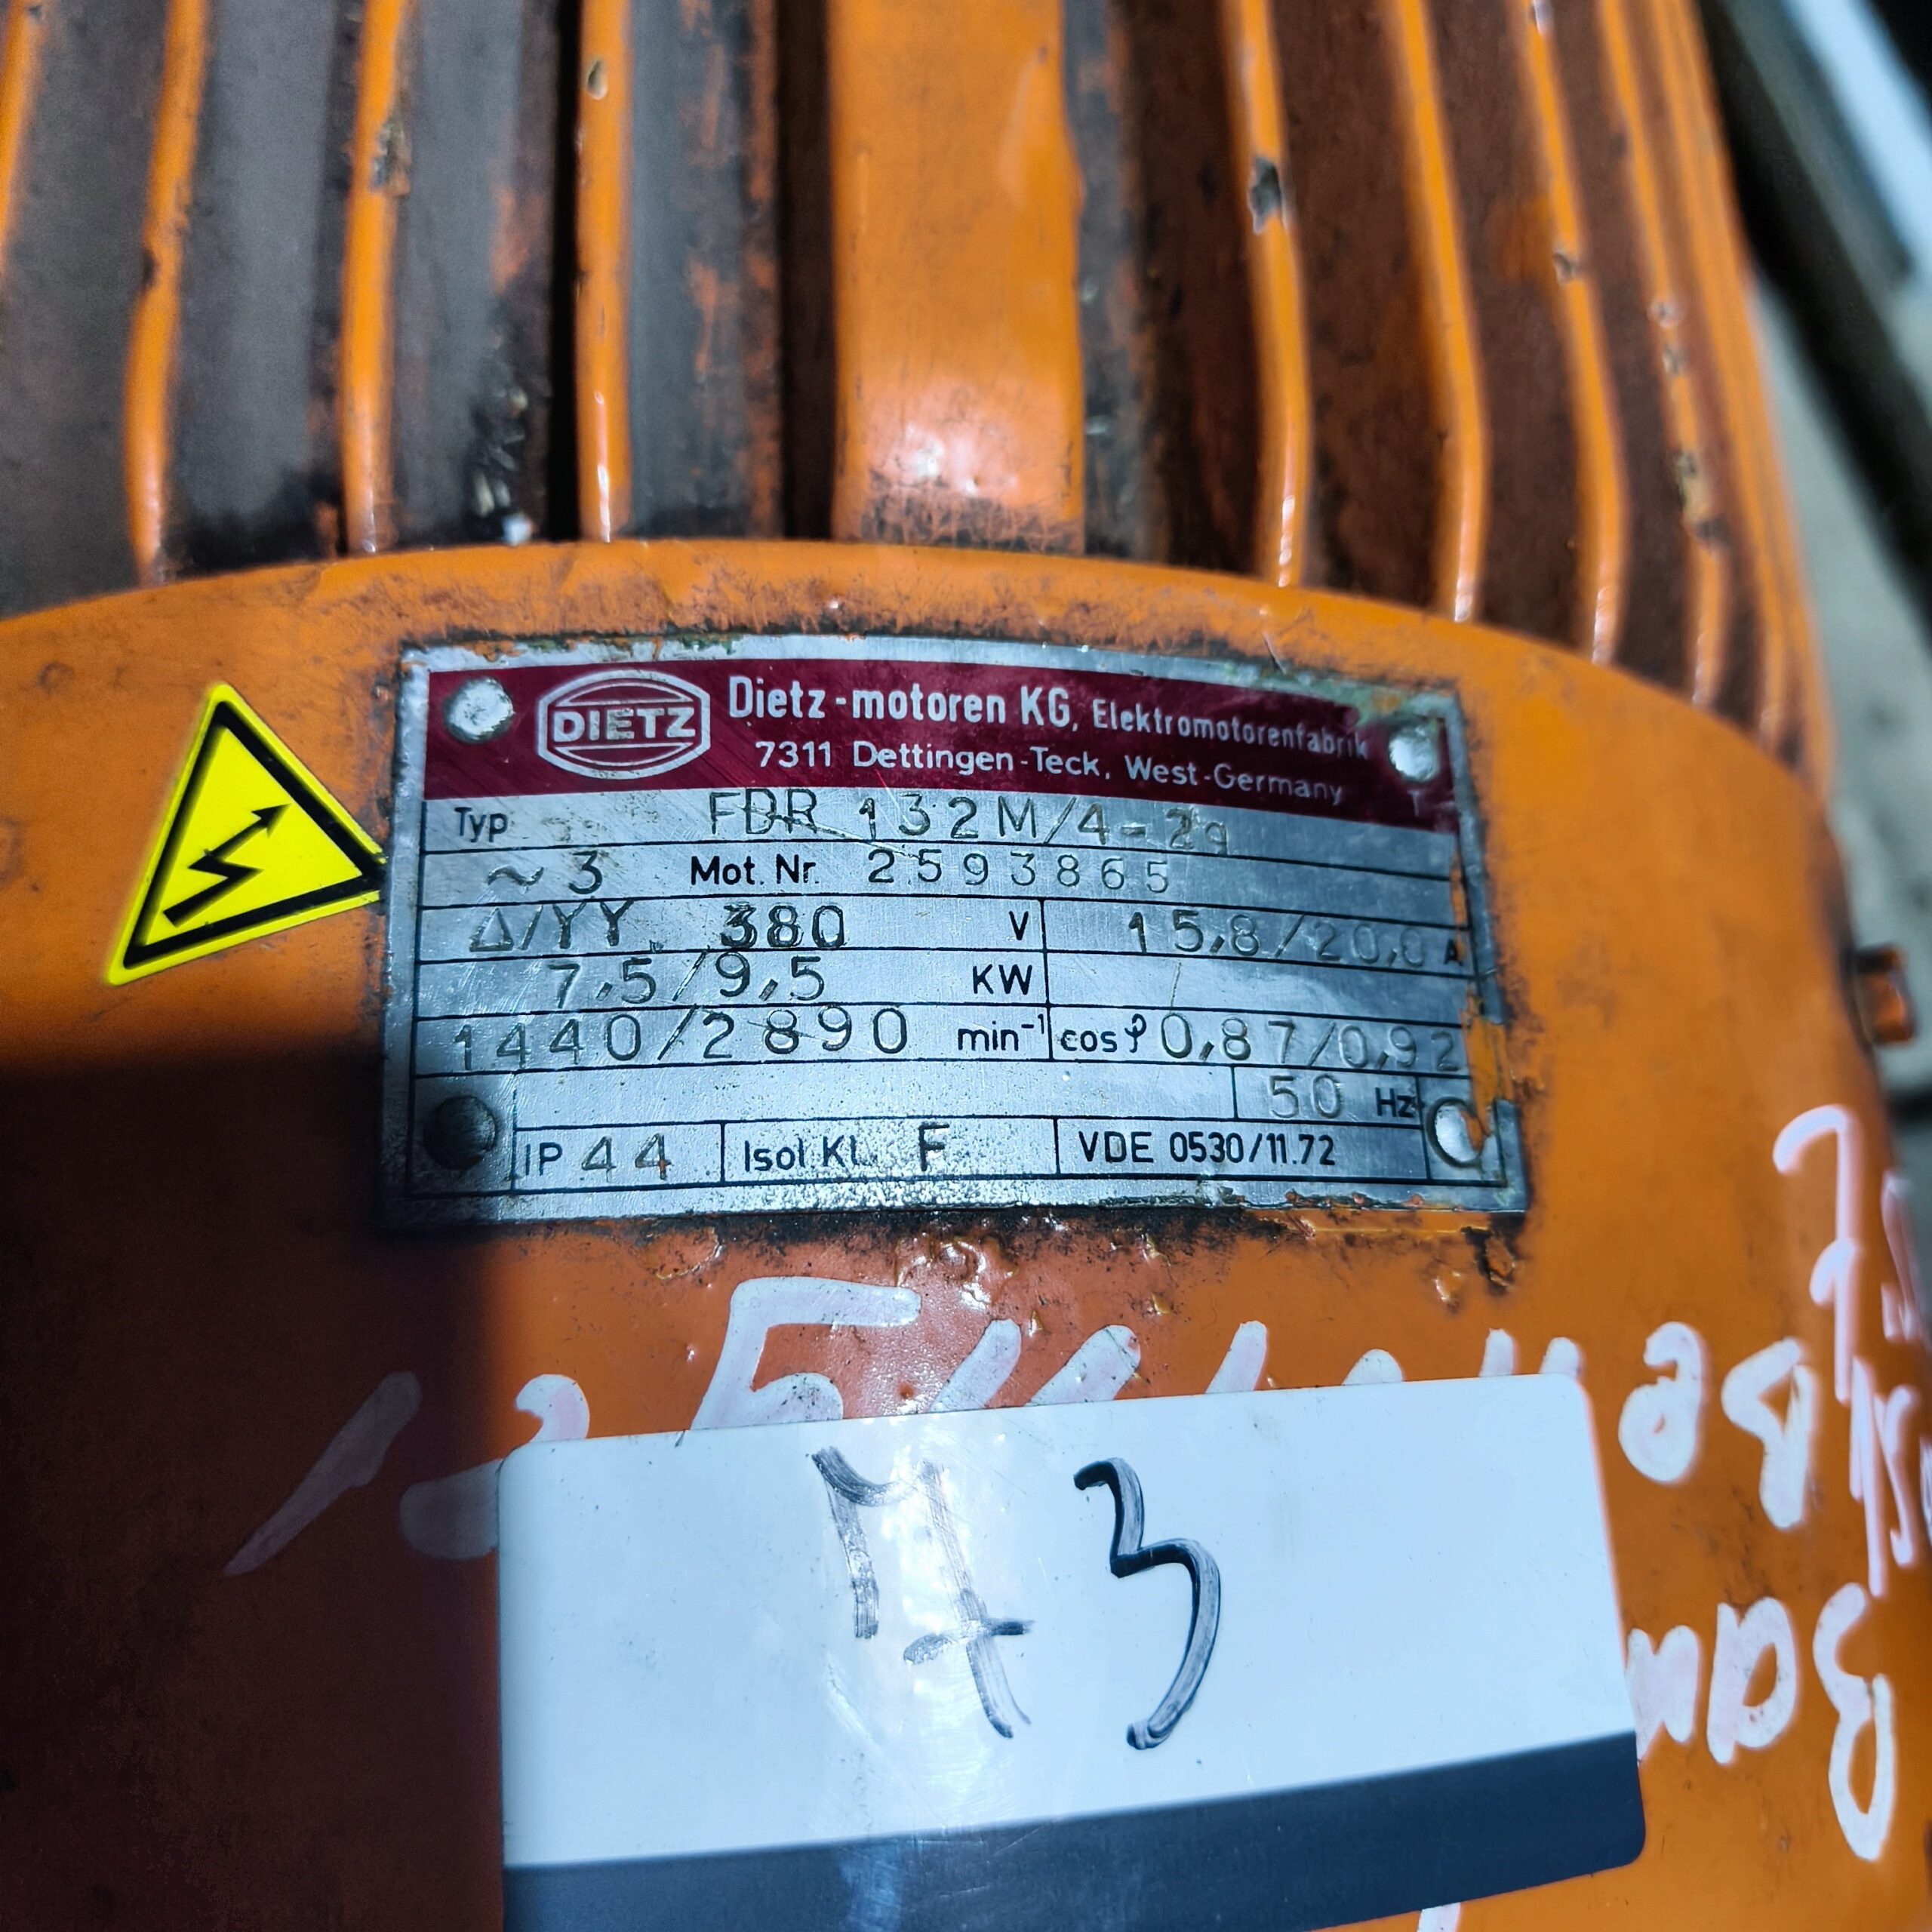 DIETZ
Dietz-motoren KG, Elektromotorenfabrik
7311 Dettingen-Teck, West-Germany
Typ FDR 132M/4-2g
~ 3 Mot. Nr. 2593865
Δ/YY 380 V 15,8/20,0 A
7,5/9,5 KW
1440/2890 min⁻¹ cosφ 0,87/0,92
50 Hz
IP 44 Isol Kl. F VDE 0530/11.72
73